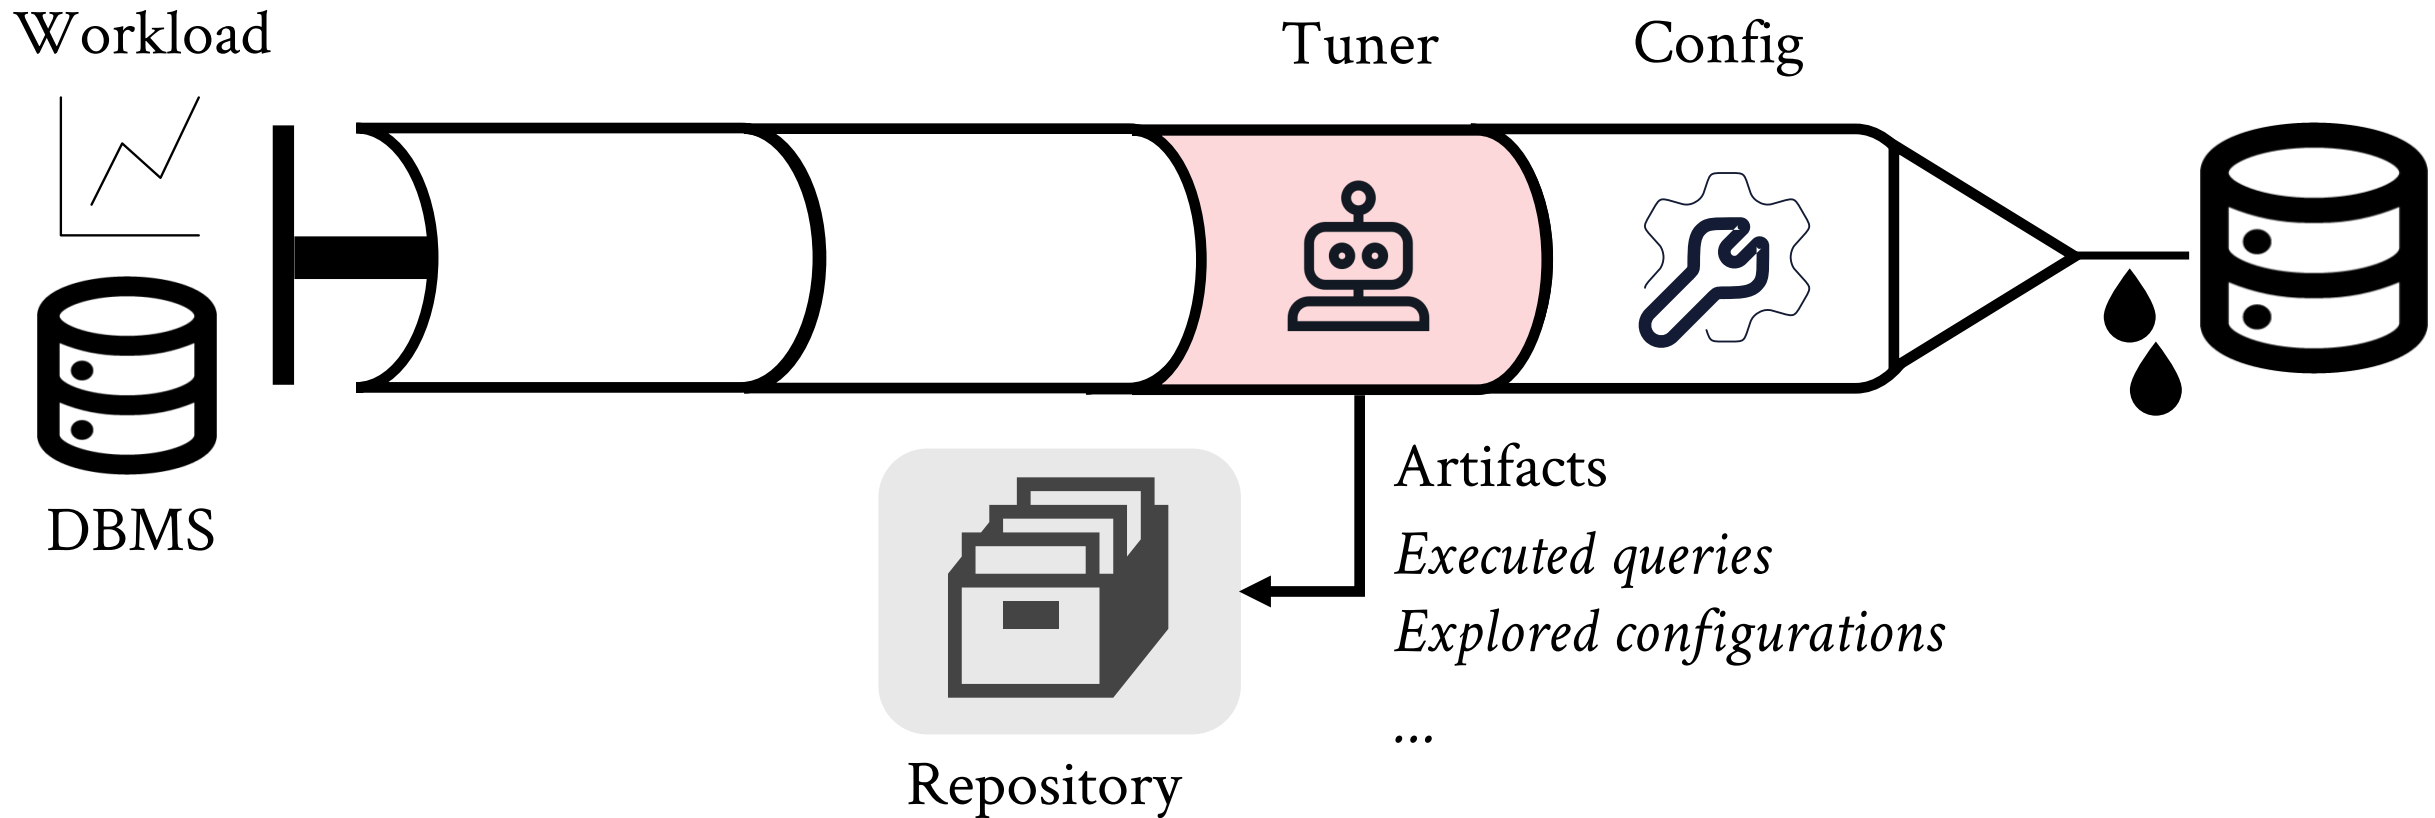 Workload
DBMS
Tuner
Config
Artifacts
Executed queries
Explored configurations
...
Repository